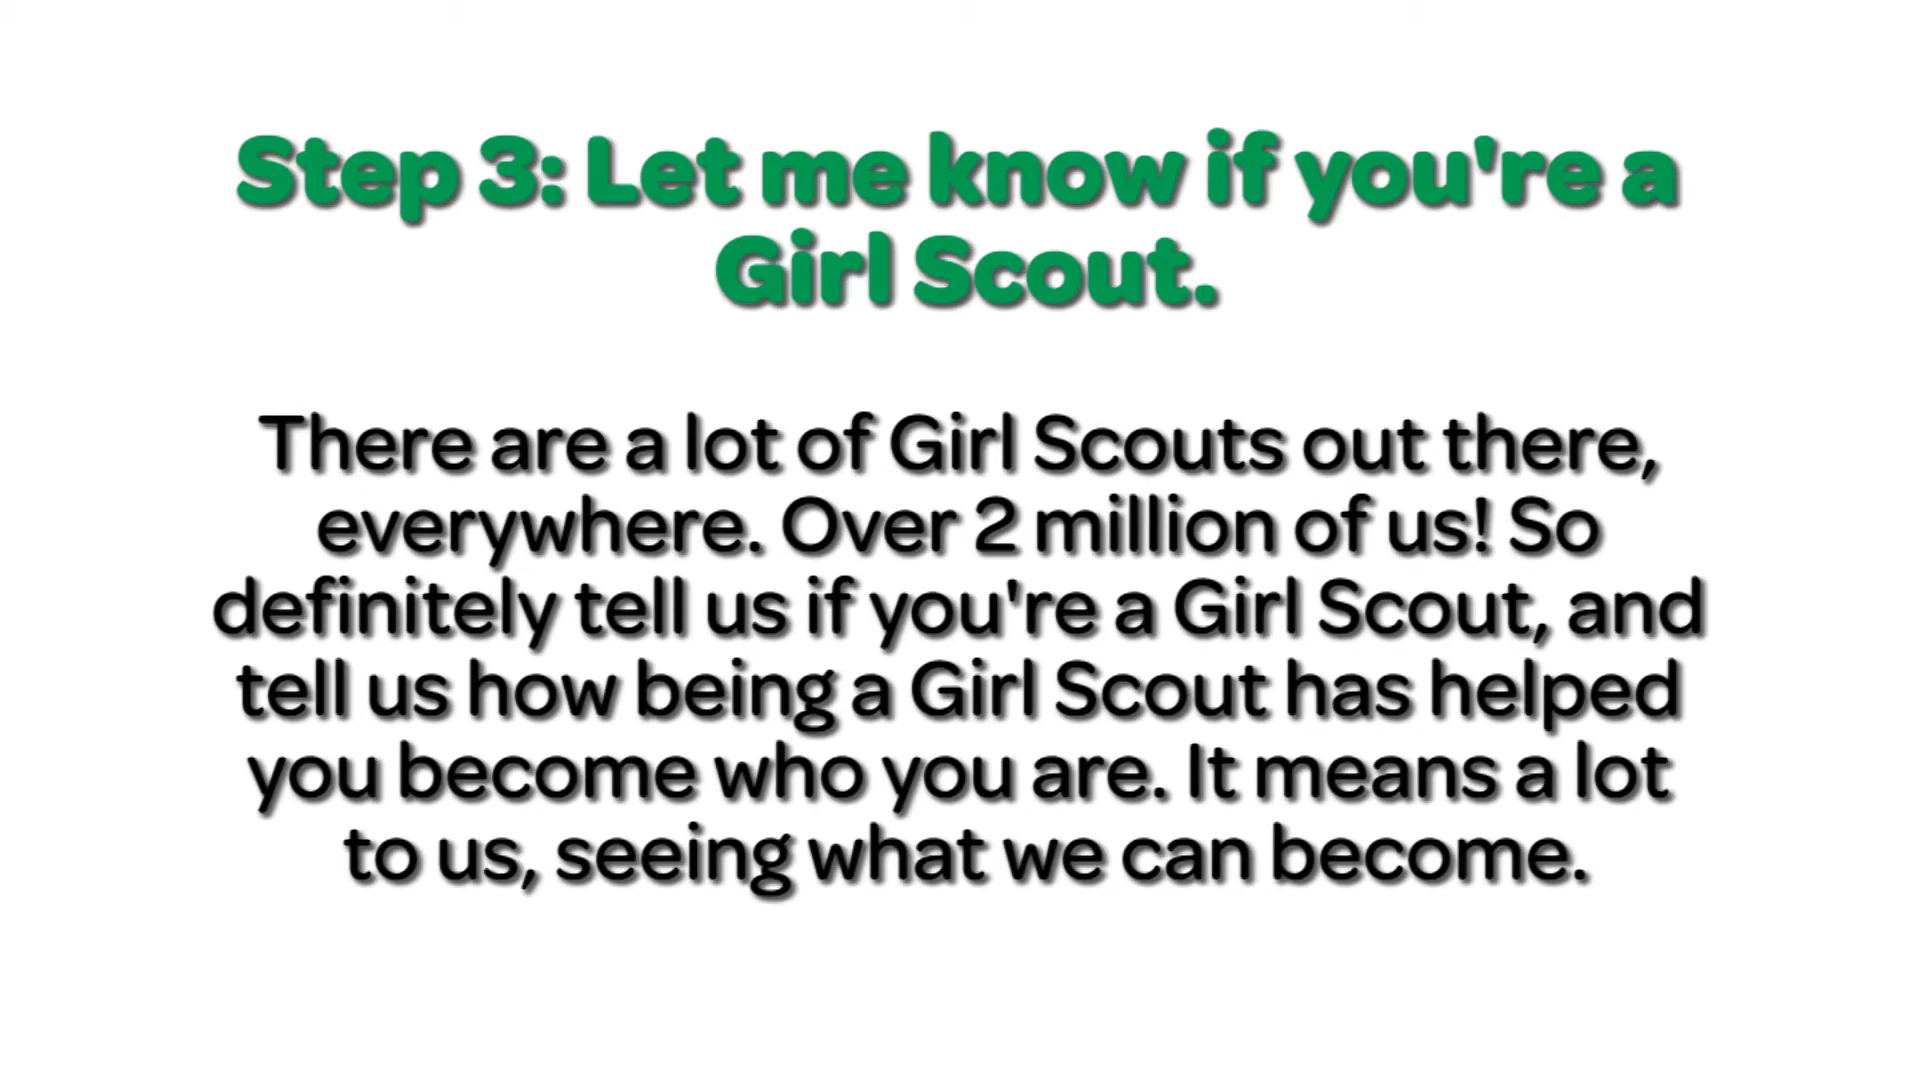 Step 3: Let me know if you're a
Girl Scout.
There are a lot of Girl Scouts out there,
everywhere. Over 2 million of us! So
definitely tell us if you're a Girl Scout, and
tell us how being a Girl Scout has helped
you become who you are. It means a lot
to us, seeing what we can become.